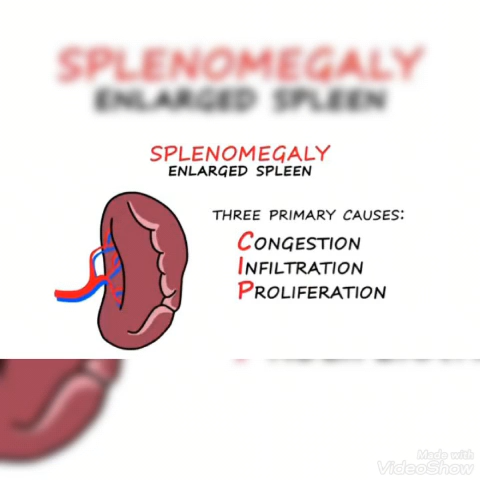 SPLENOMEGALY
ENLARGED SPLEEN
SPLENOMEGALY
ENLARGED SPLEEN
THREE PRIMARY CAUSES:
CONGESTION
INFILTRATION
PROLIFERATION
Made with
VideoShow